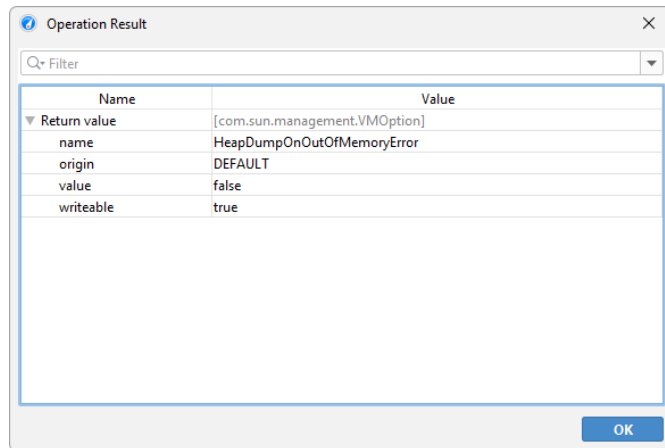 Operation Result
Filter
Name Value
Return value [com.sun.management.VMOption]
name HeapDumpOnOutOfMemoryError
origin DEFAULT
value false
writeable true
OK